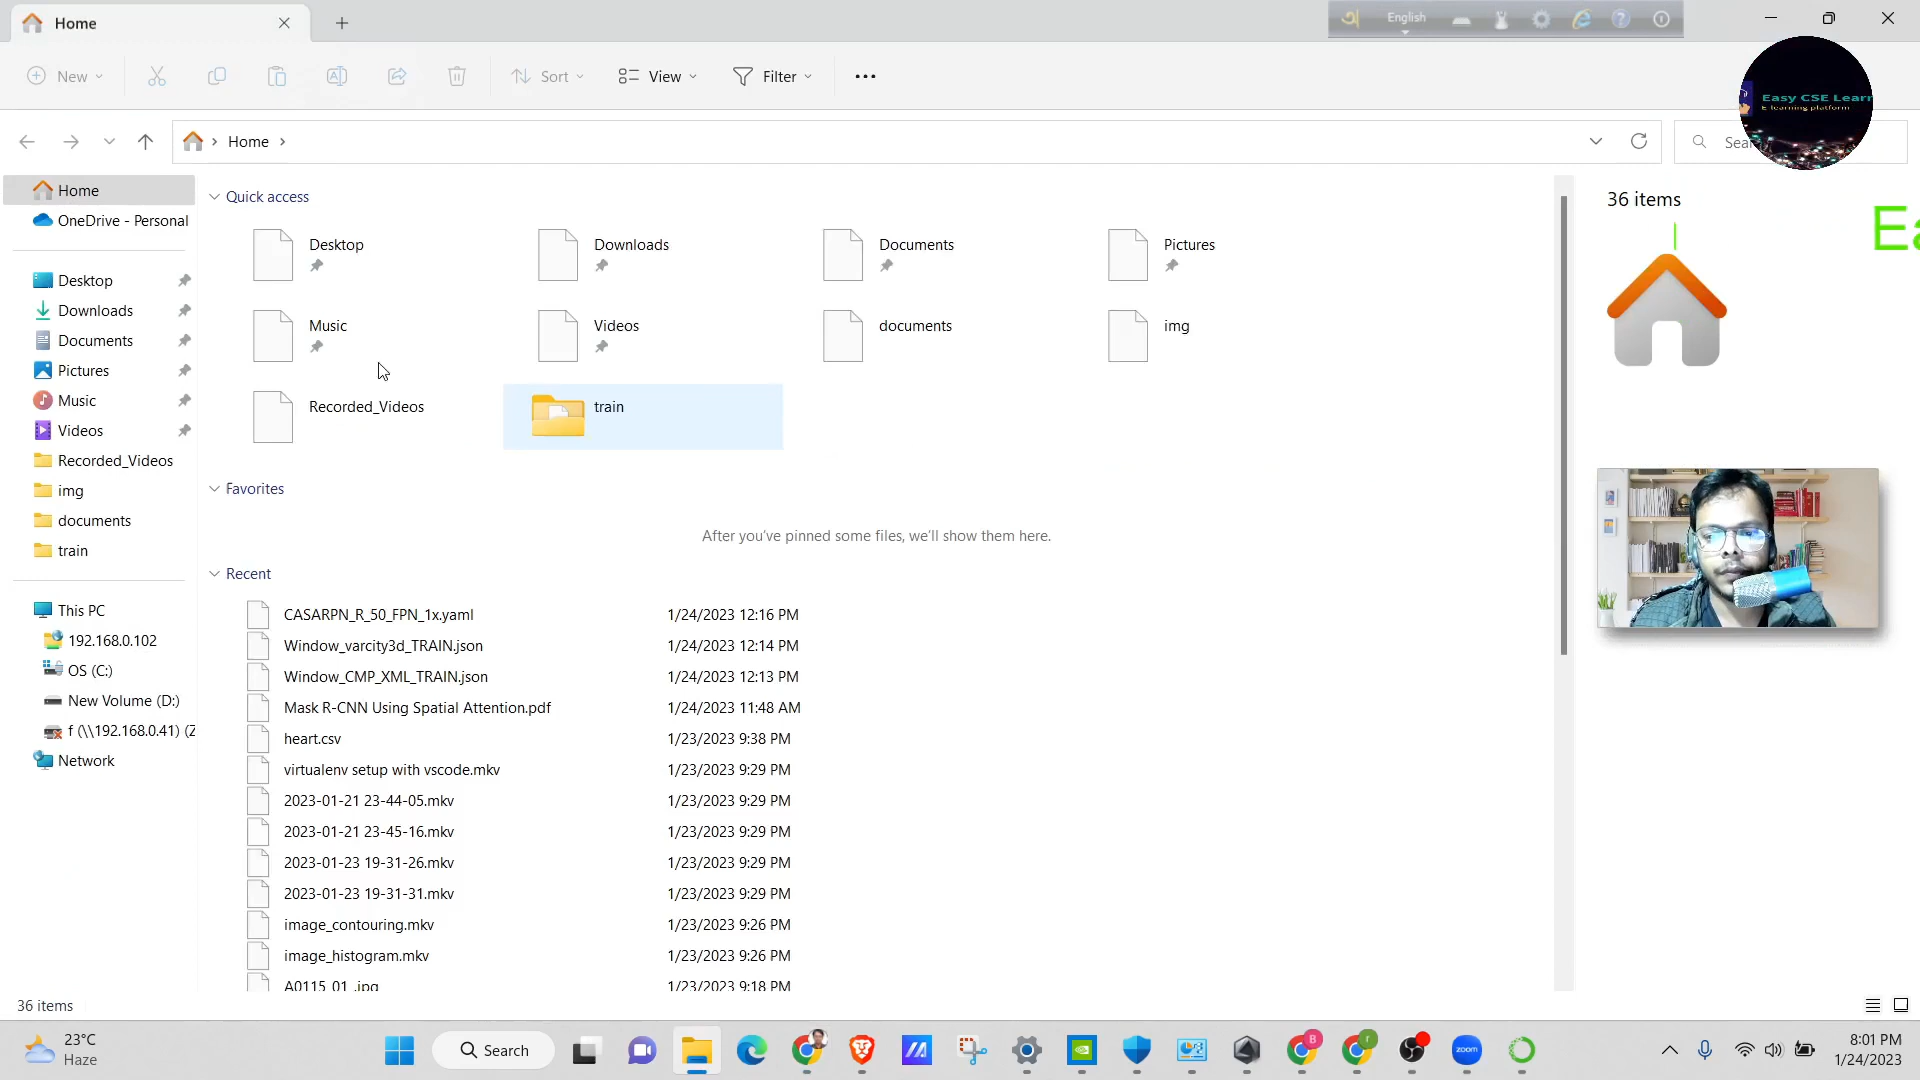 Home
English
New
Sort
View
Filter
Easy CSE Learn
E-learning platform
Home
Home
Quick access
36 items
OneDrive - Personal
Desktop
Downloads
Documents
Pictures
Desktop
Music
Videos
documents
img
Downloads
Documents
Pictures
Music
Recorded_Videos
train
Videos
Recorded_Videos
img
Favorites
documents
After you've pinned some files, we'll show them here.
train
Recent
This PC
CASARPN_R_50_FPN_1x.yaml 1/24/2023 12:16 PM
192.168.0.102
Window_varcity3d_TRAIN.json 1/24/2023 12:14 PM
OS (C:)
Window_CMP_XML_TRAIN.json 1/24/2023 12:13 PM
New Volume (D:)
Mask R-CNN Using Spatial Attention.pdf 1/24/2023 11:48 AM
f (\\192.168.0.41) (Z
heart.csv 1/23/2023 9:38 PM
Network
virtualenv setup with vscode.mkv 1/23/2023 9:29 PM
2023-01-21 23-44-05.mkv 1/23/2023 9:29 PM
2023-01-21 23-45-16.mkv 1/23/2023 9:29 PM
2023-01-23 19-31-26.mkv 1/23/2023 9:29 PM
2023-01-23 19-31-31.mkv 1/23/2023 9:29 PM
image_contouring.mkv 1/23/2023 9:26 PM
image_histogram.mkv 1/23/2023 9:26 PM
A0115_01_.jpg 1/23/2023 9:18 PM
36 items
23°C
Haze
Search
zoom
8:01 PM
1/24/2023